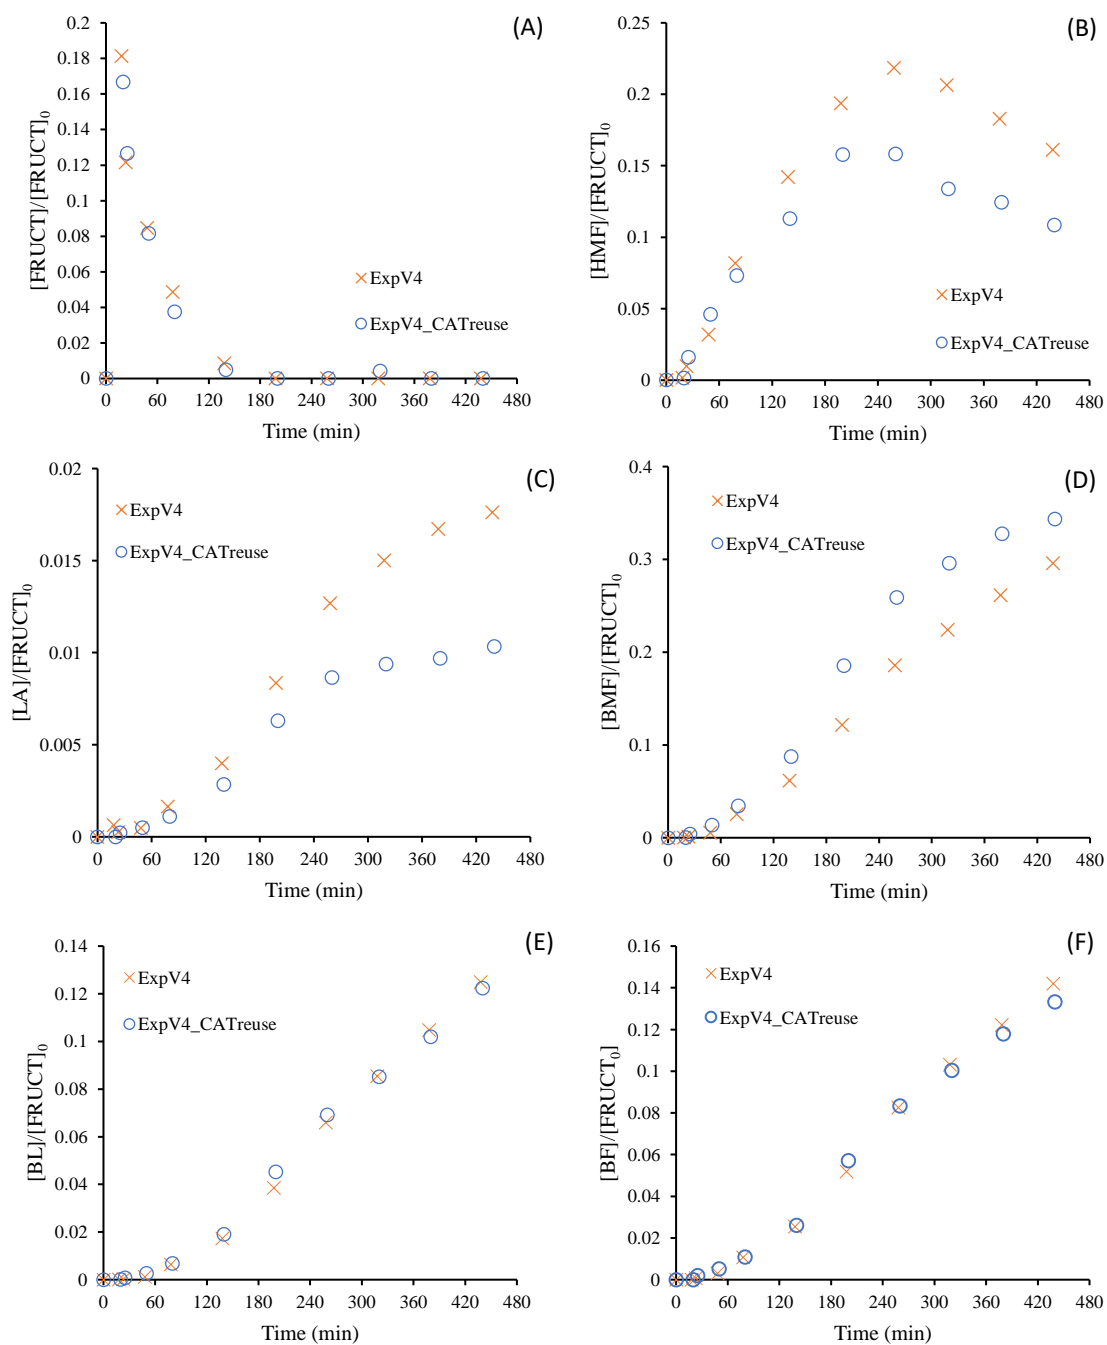 (A)
[FRUCT]/[FRUCT]0
0.2
0.18
0.16
0.14
0.12
0.1
0.08
0.06
0.04
0.02
0
0 60 120 180 240 300 360 420 480
Time (min)
ExpV4
ExpV4_CATreuse
(B)
[HMF]/[FRUCT]0
0.25
0.2
0.15
0.1
0.05
0
0 60 120 180 240 300 360 420 480
Time (min)
ExpV4
ExpV4_CATreuse
(C)
[LA]/[FRUCT]0
0.02
0.015
0.01
0.005
0
0 60 120 180 240 300 360 420 480
Time (min)
ExpV4
ExpV4_CATreuse
(D)
[BMF]/[FRUCT]0
0.4
0.3
0.2
0.1
0
0 60 120 180 240 300 360 420 480
Time (min)
ExpV4
ExpV4_CATreuse
(E)
[BL]/[FRUCT]0
0.14
0.12
0.1
0.08
0.06
0.04
0.02
0
0 60 120 180 240 300 360 420 480
Time (min)
ExpV4
ExpV4_CATreuse
(F)
[BF]/[FRUCT0]
0.16
0.14
0.12
0.1
0.08
0.06
0.04
0.02
0
0 60 120 180 240 300 360 420 480
Time (min)
ExpV4
ExpV4_CATreuse